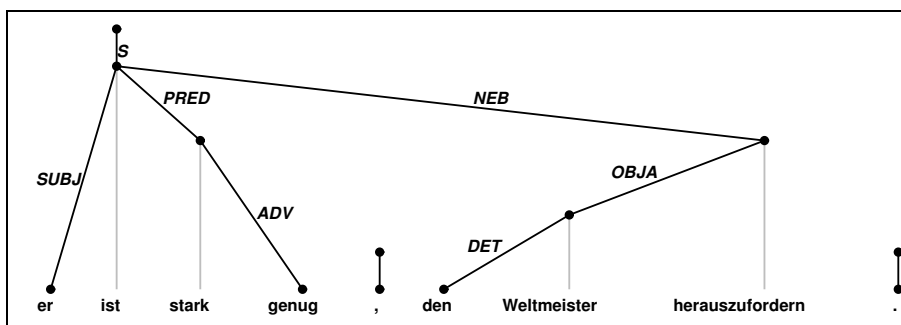 S
PRED
NEB
SUBJ
OBJA
ADV
DET
er ist stark genug , den Weltmeister herauszufordern .